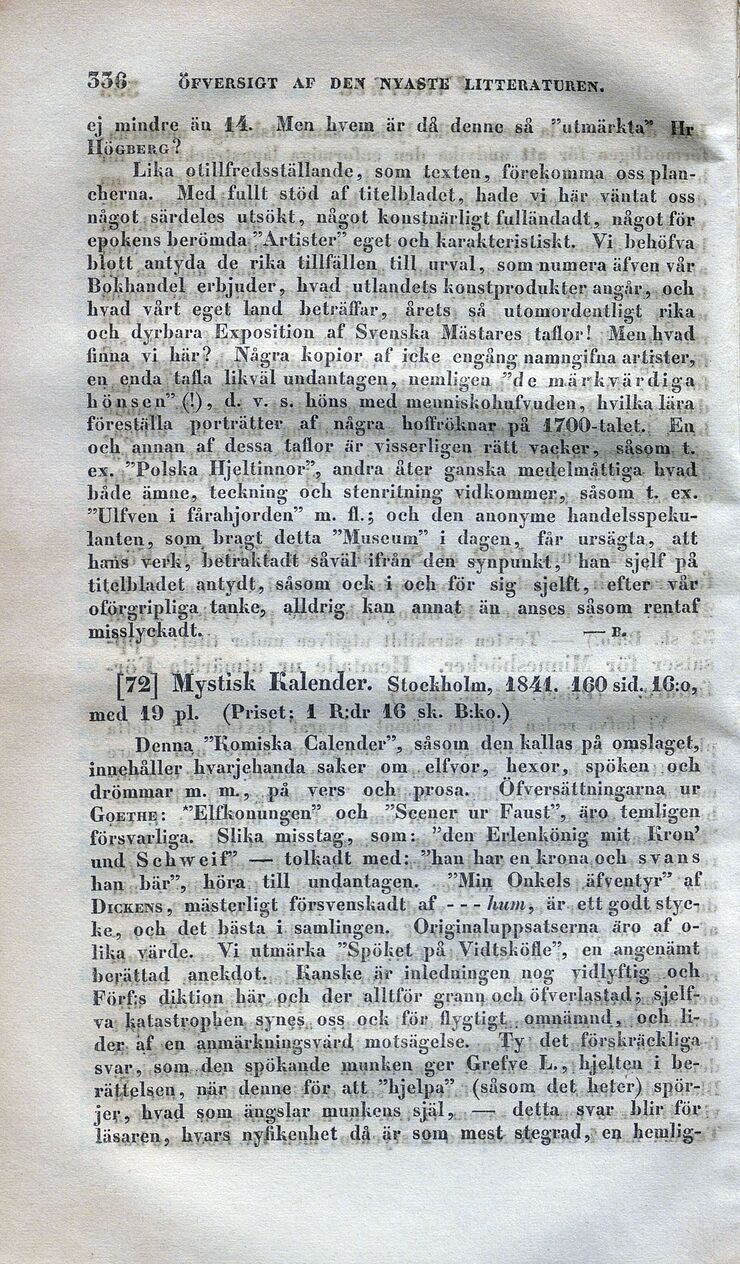 336 ÖFVERSIGT AF DEN NYASTE LITTERATUREN.
ej mindre än 14. Men hvem är då denne så ”utmärkta” Hr
HÖGBERG?
Lika otillfredsställande, som texten, förekomma oss plan-
cherna. Med fullt stöd af titelbladet, hade vi här väntat oss
något särdeles utsökt, något konstnärligt fulländadt, något för
epokens berömda ”Artister” eget och karakteristiskt. Vi behöfva
blott antyda de rika tillfällen till urval, som numera äfven vår
Bokhandel erbjuder, hvad utlandets konstprodukter angår, och
hvad vårt eget land beträffar, årets så utomordentligt rika
och dyrbara Exposition af Svenska Mästares taflor! Men hvad
finna vi här? Några kopior af icke engång namngifna artister,
en enda tafla likväl undantagen, nemligen ”de märkvärdiga
hönsen” (!), d. v. s. höns med menniskohufvuden, hvilka lära
föreställa porträtter af några hoffröknar på 1700-talet. En
och annan af dessa taflor är visserligen rätt vacker, såsom t.
ex. ”Polska Hjeltinnor”, andra åter ganska medelmåttiga hvad
både ämne, teckning och stenritning vidkommer, såsom t. ex.
”Ulfven i fårahjorden” m. fl.; och den anonyme handelsspeku-
lanten, som bragt detta ”Museum” i dagen, får ursägta, att
hans verk, betraktadt såväl ifrån den synpunkt, han sjelf på
titelbladet antydt, såsom ock i och för sig sjelft, efter vår
oförgripliga tanke, alldrig kan annat än anses såsom rentaf
misslyckadt. — B.
[72] Mystisk Kalender. Stockholm, 1841. 160 sid. 16:o,
med 19 pl. (Priset: 1 R:dr 16 sk. B:ko.)
Denna ”Komiska Calender”, såsom den kallas på omslaget,
innehåller hvarjehanda saker om elfvor, hexor, spöken och
drömmar m. m., på vers och prosa. Öfversättningarna ur
GOETHE: ”Elfkonungen” och ”Scener ur Faust”, äro temligen
försvarliga. Slika misstag, som: ”den Erlenkönig mit Kron’
und Schweif” — tolkadt med: ”han har en krona och svans
han bär”, höra till undantagen. ”Min Onkels äfventyr” af
DICKENS, mästerligt försvenskadt af - - - hum, är ett godt styc-
ke, och det bästa i samlingen. Originaluppsatserna äro af o-
lika värde. Vi utmärka ”Spöket på Vidtsköfle”, en angenämt
berättad anekdot. Kanske är inledningen nog vidlyftig och
Förf:s diktion här och der alltför grann och öfverlastad; sjelf-
va katastrophen synes oss ock för flygtigt omnämnd, och li-
der af en anmärkningsvärd motsägelse. Ty det förskräckliga
svar, som den spökande munken ger Grefve L., hjelten i be-
rättelsen, när denne för att ”hjelpa” (såsom det heter) spör-
jer, hvad som ängslar munkens själ, — detta svar blir för
läsaren, hvars nyfikenhet då är som mest stegrad, en hemlig-